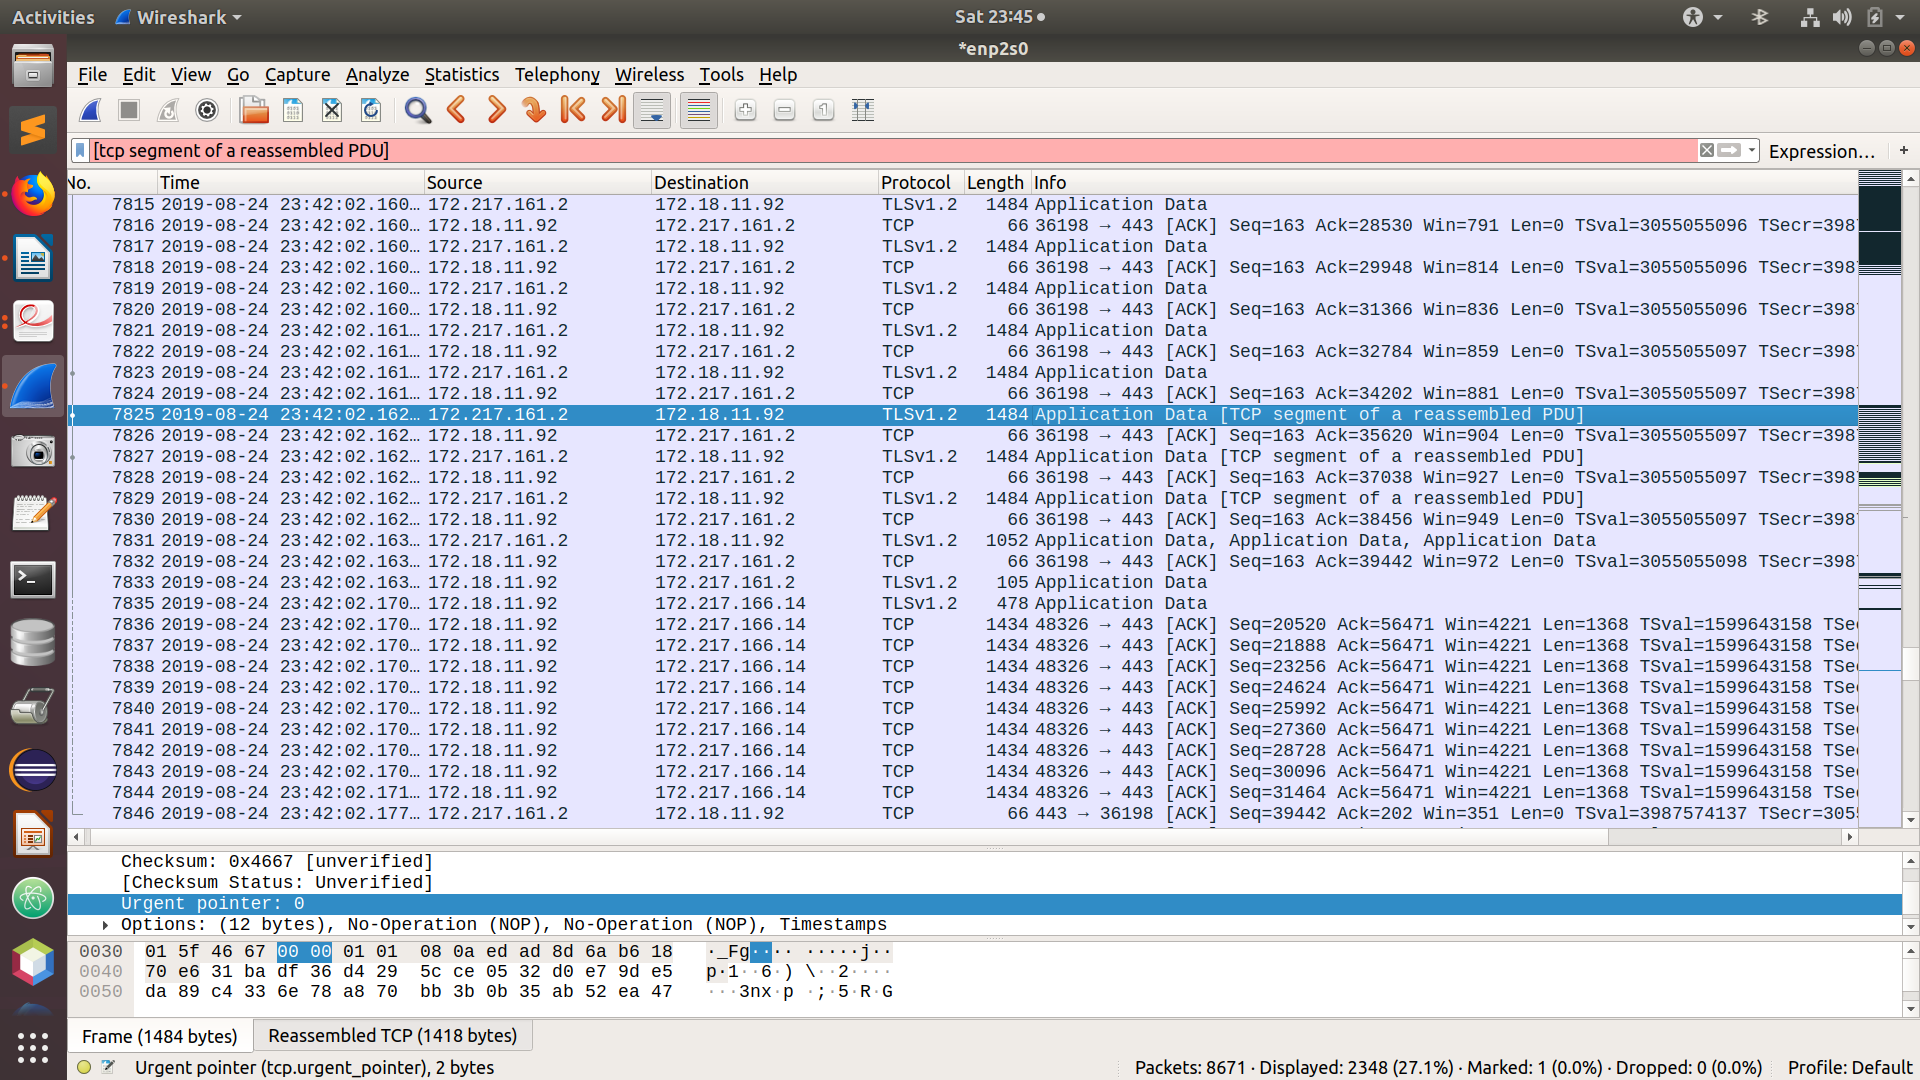 Activities Wireshark Sat 23:45
*enp2s0
File Edit View Go Capture Analyze Statistics Telephony Wireless Tools Help
[tcp segment of a reassembled PDU] Expression… +
No. Time Source Destination Protocol Length Info
7815 2019-08-24 23:42:02.160… 172.217.161.2 172.18.11.92 TLSv1.2 1484 Application Data
7816 2019-08-24 23:42:02.160… 172.18.11.92 172.217.161.2 TCP 66 36198 → 443 [ACK] Seq=163 Ack=28530 Win=791 Len=0 TSval=3055055096 TSecr=398
7817 2019-08-24 23:42:02.160… 172.217.161.2 172.18.11.92 TLSv1.2 1484 Application Data
7818 2019-08-24 23:42:02.160… 172.18.11.92 172.217.161.2 TCP 66 36198 → 443 [ACK] Seq=163 Ack=29948 Win=814 Len=0 TSval=3055055096 TSecr=398
7819 2019-08-24 23:42:02.160… 172.217.161.2 172.18.11.92 TLSv1.2 1484 Application Data
7820 2019-08-24 23:42:02.160… 172.18.11.92 172.217.161.2 TCP 66 36198 → 443 [ACK] Seq=163 Ack=31366 Win=836 Len=0 TSval=3055055096 TSecr=398
7821 2019-08-24 23:42:02.161… 172.217.161.2 172.18.11.92 TLSv1.2 1484 Application Data
7822 2019-08-24 23:42:02.161… 172.18.11.92 172.217.161.2 TCP 66 36198 → 443 [ACK] Seq=163 Ack=32784 Win=859 Len=0 TSval=3055055097 TSecr=398
7823 2019-08-24 23:42:02.161… 172.217.161.2 172.18.11.92 TLSv1.2 1484 Application Data
7824 2019-08-24 23:42:02.161… 172.18.11.92 172.217.161.2 TCP 66 36198 → 443 [ACK] Seq=163 Ack=34202 Win=881 Len=0 TSval=3055055097 TSecr=398
7825 2019-08-24 23:42:02.162… 172.217.161.2 172.18.11.92 TLSv1.2 1484 Application Data [TCP segment of a reassembled PDU]
7826 2019-08-24 23:42:02.162… 172.18.11.92 172.217.161.2 TCP 66 36198 → 443 [ACK] Seq=163 Ack=35620 Win=904 Len=0 TSval=3055055097 TSecr=398
7827 2019-08-24 23:42:02.162… 172.217.161.2 172.18.11.92 TLSv1.2 1484 Application Data [TCP segment of a reassembled PDU]
7828 2019-08-24 23:42:02.162… 172.18.11.92 172.217.161.2 TCP 66 36198 → 443 [ACK] Seq=163 Ack=37038 Win=927 Len=0 TSval=3055055097 TSecr=398
7829 2019-08-24 23:42:02.162… 172.217.161.2 172.18.11.92 TLSv1.2 1484 Application Data [TCP segment of a reassembled PDU]
7830 2019-08-24 23:42:02.162… 172.18.11.92 172.217.161.2 TCP 66 36198 → 443 [ACK] Seq=163 Ack=38456 Win=949 Len=0 TSval=3055055097 TSecr=398
7831 2019-08-24 23:42:02.163… 172.217.161.2 172.18.11.92 TLSv1.2 1052 Application Data, Application Data, Application Data
7832 2019-08-24 23:42:02.163… 172.18.11.92 172.217.161.2 TCP 66 36198 → 443 [ACK] Seq=163 Ack=39442 Win=972 Len=0 TSval=3055055098 TSecr=398
7833 2019-08-24 23:42:02.163… 172.18.11.92 172.217.161.2 TLSv1.2 105 Application Data
7835 2019-08-24 23:42:02.170… 172.18.11.92 172.217.166.14 TLSv1.2 478 Application Data
7836 2019-08-24 23:42:02.170… 172.18.11.92 172.217.166.14 TCP 1434 48326 → 443 [ACK] Seq=20520 Ack=56471 Win=4221 Len=1368 TSval=1599643158 TSe
7837 2019-08-24 23:42:02.170… 172.18.11.92 172.217.166.14 TCP 1434 48326 → 443 [ACK] Seq=21888 Ack=56471 Win=4221 Len=1368 TSval=1599643158 TSe
7838 2019-08-24 23:42:02.170… 172.18.11.92 172.217.166.14 TCP 1434 48326 → 443 [ACK] Seq=23256 Ack=56471 Win=4221 Len=1368 TSval=1599643158 TSe
7839 2019-08-24 23:42:02.170… 172.18.11.92 172.217.166.14 TCP 1434 48326 → 443 [ACK] Seq=24624 Ack=56471 Win=4221 Len=1368 TSval=1599643158 TSe
7840 2019-08-24 23:42:02.170… 172.18.11.92 172.217.166.14 TCP 1434 48326 → 443 [ACK] Seq=25992 Ack=56471 Win=4221 Len=1368 TSval=1599643158 TSe
7841 2019-08-24 23:42:02.170… 172.18.11.92 172.217.166.14 TCP 1434 48326 → 443 [ACK] Seq=27360 Ack=56471 Win=4221 Len=1368 TSval=1599643158 TSe
7842 2019-08-24 23:42:02.170… 172.18.11.92 172.217.166.14 TCP 1434 48326 → 443 [ACK] Seq=28728 Ack=56471 Win=4221 Len=1368 TSval=1599643158 TSe
7843 2019-08-24 23:42:02.170… 172.18.11.92 172.217.166.14 TCP 1434 48326 → 443 [ACK] Seq=30096 Ack=56471 Win=4221 Len=1368 TSval=1599643158 TSe
7844 2019-08-24 23:42:02.171… 172.18.11.92 172.217.166.14 TCP 1434 48326 → 443 [ACK] Seq=31464 Ack=56471 Win=4221 Len=1368 TSval=1599643158 TSe
7846 2019-08-24 23:42:02.177… 172.217.161.2 172.18.11.92 TCP 66 443 → 36198 [ACK] Seq=39442 Ack=202 Win=351 Len=0 TSval=3987574137 TSecr=305
Checksum: 0x4667 [unverified]
[Checksum Status: Unverified]
Urgent pointer: 0
Options: (12 bytes), No-Operation (NOP), No-Operation (NOP), Timestamps
0030 01 5f 46 67 00 00 01 01 08 0a ed ad 8d 6a b6 18 ·_Fg···· ·····j··
0040 70 e6 31 ba df 36 d4 29 5c ce 05 32 d0 e7 9d e5 p·1··6·) \··2····
0050 da 89 c4 33 6e 78 a8 70 bb 3b 0b 35 ab 52 ea 47 ···3nx·p ·;·5·R·G
Frame (1484 bytes) Reassembled TCP (1418 bytes)
Urgent pointer (tcp.urgent_pointer), 2 bytes Packets: 8671 · Displayed: 2348 (27.1%) · Marked: 1 (0.0%) · Dropped: 0 (0.0%) Profile: Default